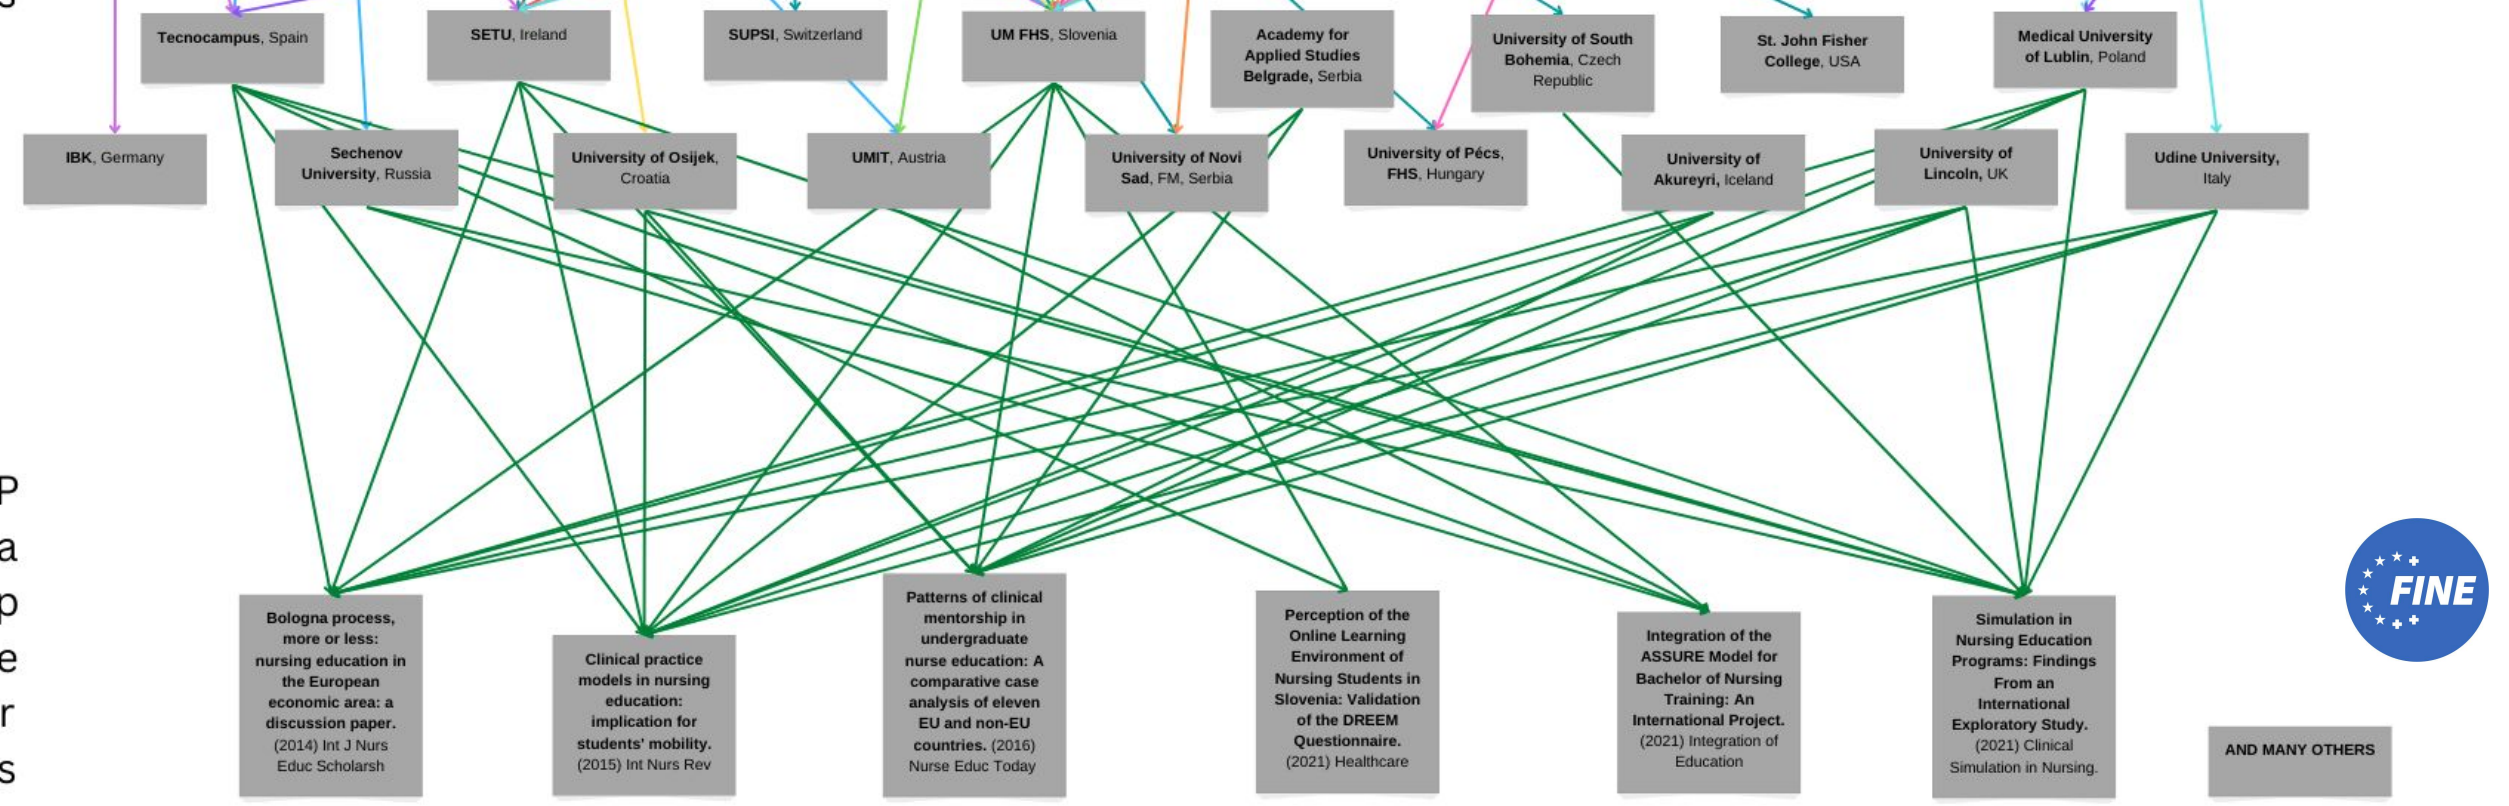 s
Tecnocampus, Spain
SETU, Ireland
SUPSI, Switzerland
UM FHS, Slovenia
Academy for
Applied Studies
Belgrade, Serbia
University of South
Bohemia, Czech
Republic
St. John Fisher
College, USA
Medical University
of Lublin, Poland
IBK, Germany
Sechenov
University, Russia
University of Osijek,
Croatia
UMIT, Austria
University of Novi
Sad, FM, Serbia
University of Pécs,
FHS, Hungary
University of
Akureyri, Iceland
University of
Lincoln, UK
Udine University,
Italy
P
a
p
e
r
s
Bologna process,
more or less:
nursing education in
the European
economic area: a
discussion paper.
(2014) Int J Nurs
Educ Scholarsh
Clinical practice
models in nursing
education:
implication for
students' mobility.
(2015) Int Nurs Rev
Patterns of clinical
mentorship in
undergraduate
nurse education: A
comparative case
analysis of eleven
EU and non-EU
countries. (2016)
Nurse Educ Today
Perception of the
Online Learning
Environment of
Nursing Students in
Slovenia: Validation
of the DREEM
Questionnaire.
(2021) Healthcare
Integration of the
ASSURE Model for
Bachelor of Nursing
Training: An
International Project.
(2021) Integration of
Education
Simulation in
Nursing Education
Programs: Findings
From an
International
Exploratory Study.
(2021) Clinical
Simulation in Nursing.
AND MANY OTHERS
FINE